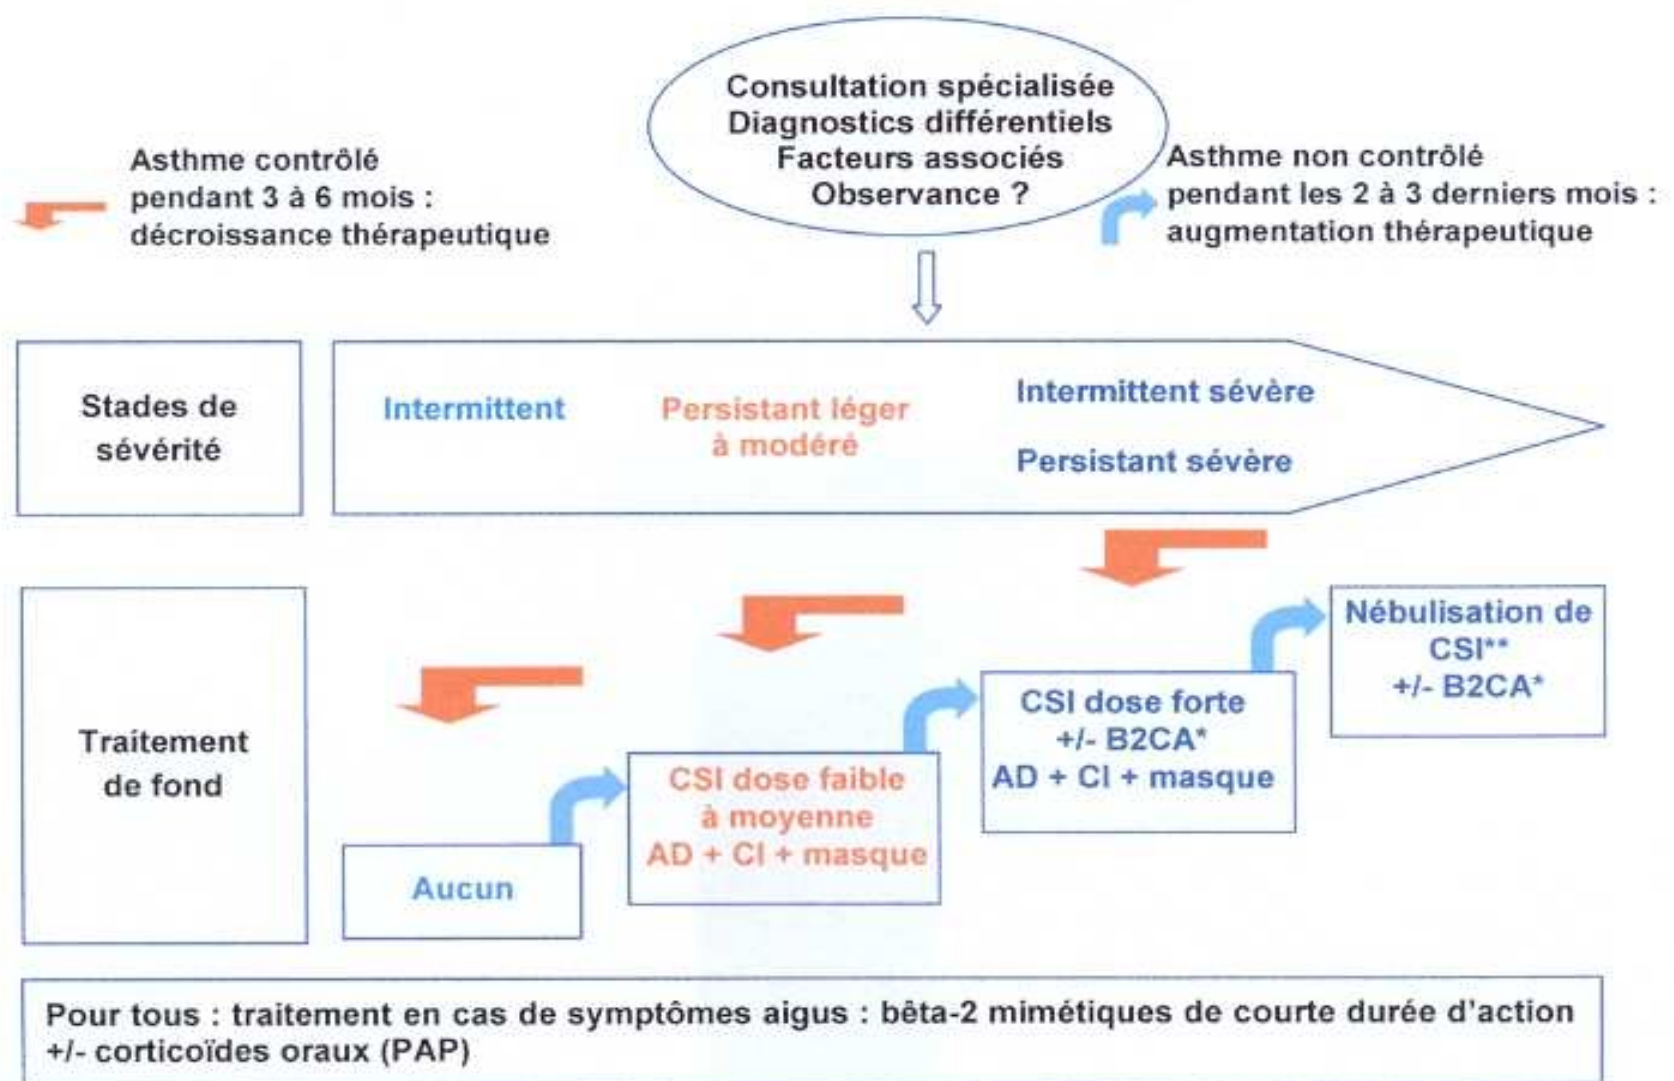 Consultation spécialisée
Diagnostics différentiels
Facteurs associés
Observance ?
Asthme contrôlé
pendant 3 à 6 mois :
décroissance thérapeutique
Asthme non contrôlé
pendant les 2 à 3 derniers mois :
augmentation thérapeutique
Stades de
sévérité
Intermittent
Persistant léger
à modéré
Intermittent sévère
Persistant sévère
Traitement
de fond
Aucun
CSI dose faible
à moyenne
AD + CI + masque
CSI dose forte
+/- B2CA*
AD + CI + masque
Nébulisation de
CSI**
+/- B2CA*
Pour tous : traitement en cas de symptômes aigus : bêta-2 mimétiques de courte durée d'action
+/- corticoïdes oraux (PAP)